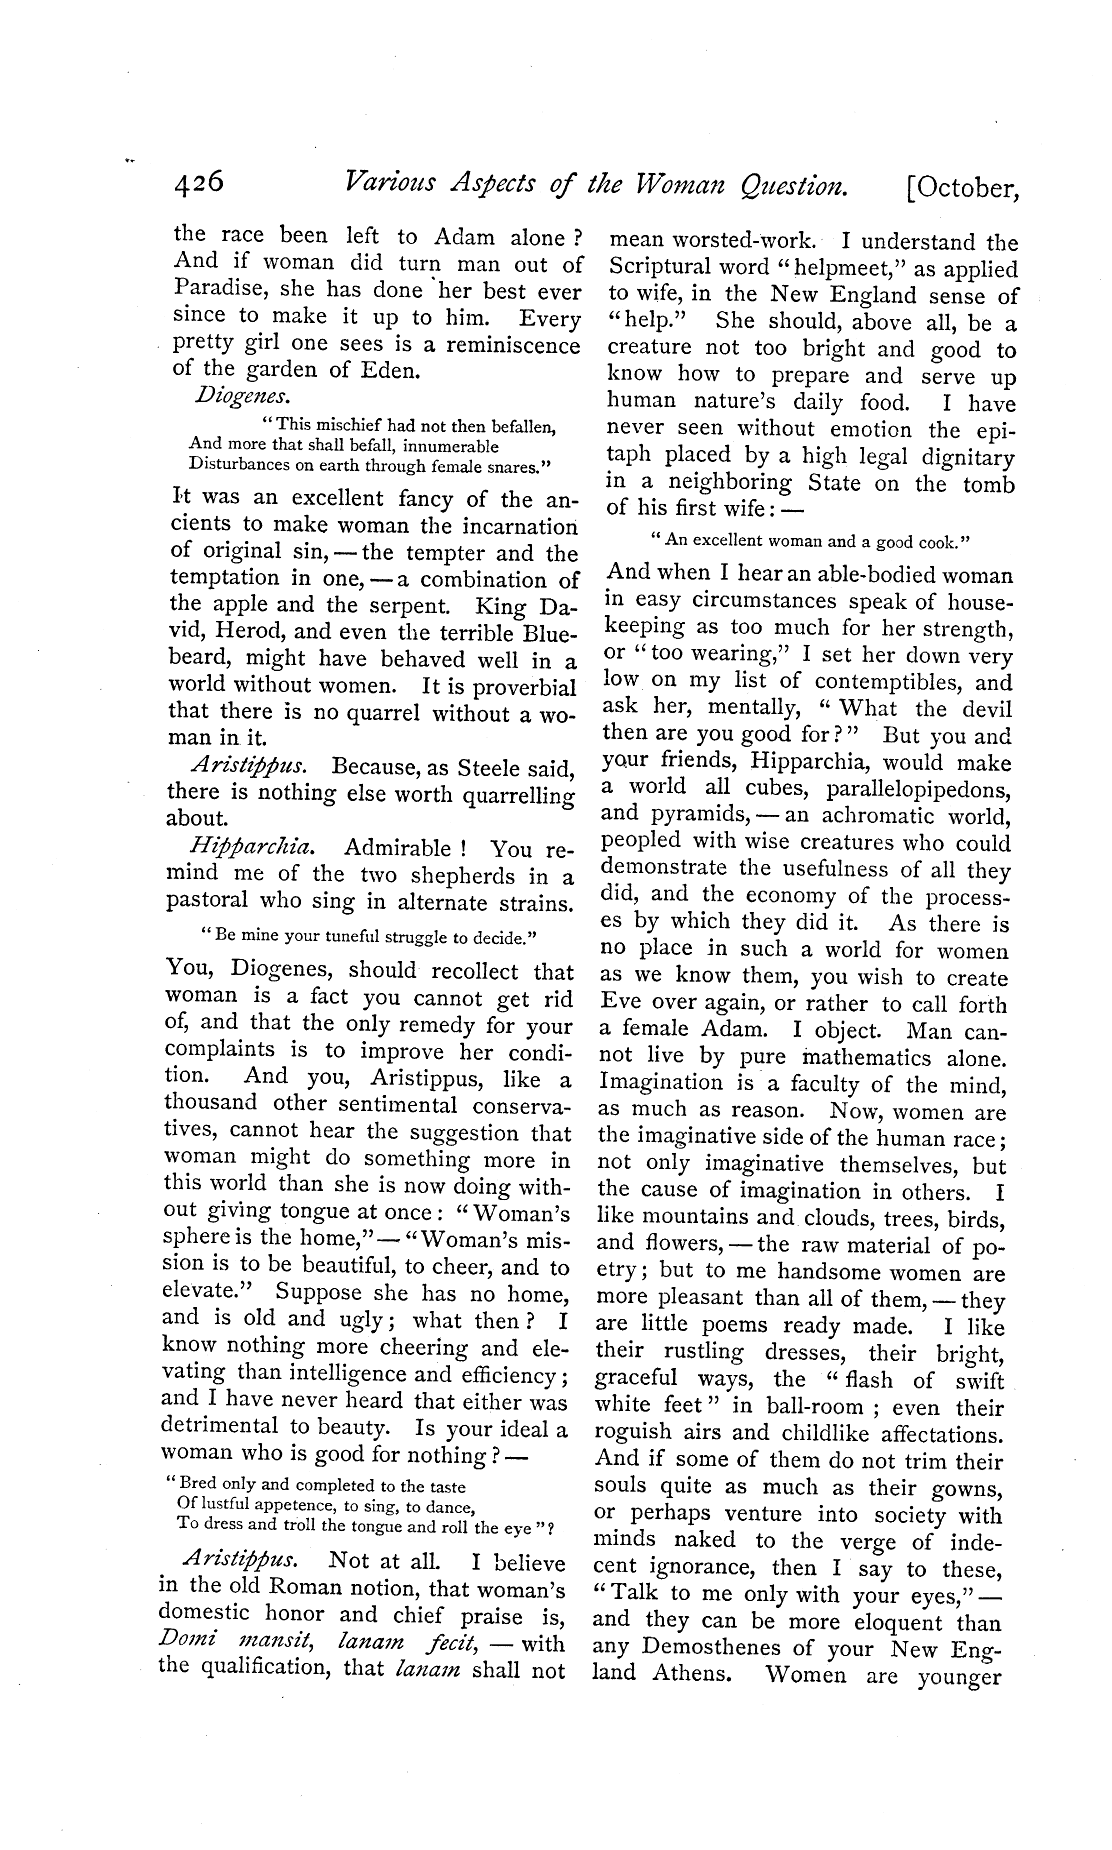 426 Various Aspects of the Woman Question. [October,
the race been left to Adam alone ?
And if woman did turn man out of
Paradise, she has done her best ever
since to make it up to him. Every
pretty girl one sees is a reminiscence
of the garden of Eden.
Diogenes.
“This mischief had not then befallen,
And more that shall befall, innumerable
Disturbances on earth through female snares.”
It was an excellent fancy of the an-
cients to make woman the incarnation
of original sin, — the tempter and the
temptation in one, — a combination of
the apple and the serpent. King Da-
vid, Herod, and even the terrible Blue-
beard, might have behaved well in a
world without women. It is proverbial
that there is no quarrel without a wo-
man in it.
Aristippus. Because, as Steele said,
there is nothing else worth quarrelling
about.
Hipparchia. Admirable ! You re-
mind me of the two shepherds in a
pastoral who sing in alternate strains.
“Be mine your tuneful struggle to decide.”
You, Diogenes, should recollect that
woman is a fact you cannot get rid
of, and that the only remedy for your
complaints is to improve her condi-
tion. And you, Aristippus, like a
thousand other sentimental conserva-
tives, cannot hear the suggestion that
woman might do something more in
this world than she is now doing with-
out giving tongue at once : “Woman’s
sphere is the home,” — “Woman’s mis-
sion is to be beautiful, to cheer, and to
elevate.” Suppose she has no home,
and is old and ugly ; what then ? I
know nothing more cheering and ele-
vating than intelligence and efficiency ;
and I have never heard that either was
detrimental to beauty. Is your ideal a
woman who is good for nothing ? —
“Bred only and completed to the taste
Of lustful appetence, to sing, to dance,
To dress and troll the tongue and roll the eye”?
Aristippus. Not at all. I believe
in the old Roman notion, that woman’s
domestic honor and chief praise is,
Domi mansit, lanam fecit, — with
the qualification, that lanam shall not
mean worsted-work. I understand the
Scriptural word “helpmeet,” as applied
to wife, in the New England sense of
“help.” She should, above all, be a
creature not too bright and good to
know how to prepare and serve up
human nature’s daily food. I have
never seen without emotion the epi-
taph placed by a high legal dignitary
in a neighboring State on the tomb
of his first wife : —
“An excellent woman and a good cook.”
And when I hear an able-bodied woman
in easy circumstances speak of house-
keeping as too much for her strength,
or “too wearing,” I set her down very
low on my list of contemptibles, and
ask her, mentally, “What the devil
then are you good for?” But you and
your friends, Hipparchia, would make
a world all cubes, parallelopipedons,
and pyramids, — an achromatic world,
peopled with wise creatures who could
demonstrate the usefulness of all they
did, and the economy of the process-
es by which they did it. As there is
no place in such a world for women
as we know them, you wish to create
Eve over again, or rather to call forth
a female Adam. I object. Man can-
not live by pure mathematics alone.
Imagination is a faculty of the mind,
as much as reason. Now, women are
the imaginative side of the human race ;
not only imaginative themselves, but
the cause of imagination in others. I
like mountains and clouds, trees, birds,
and flowers, — the raw material of po-
etry ; but to me handsome women are
more pleasant than all of them, — they
are little poems ready made. I like
their rustling dresses, their bright,
graceful ways, the “flash of swift
white feet” in ball-room ; even their
roguish airs and childlike affectations.
And if some of them do not trim their
souls quite as much as their gowns,
or perhaps venture into society with
minds naked to the verge of inde-
cent ignorance, then I say to these,
“Talk to me only with your eyes,” —
and they can be more eloquent than
any Demosthenes of your New Eng-
land Athens. Women are younger